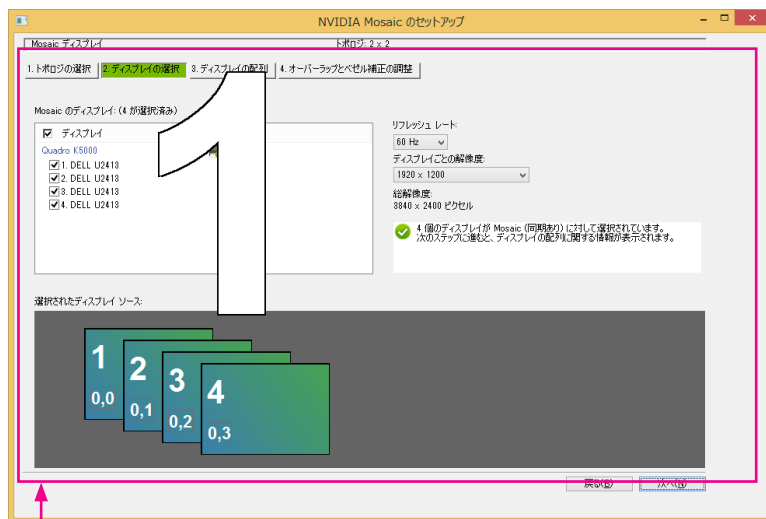 NVIDIA Mosaic のセットアップ
Mosaic ディスプレイ
トポロジ: 2 x 2
1. トポロジの選択
2. ディスプレイの選択
3. ディスプレイの配列
4. オーバーラップとベゼル補正の調整
Mosaic のディスプレイ: (4 が選択済み)
ディスプレイ
Quadro K5000
1. DELL U2413
2. DELL U2413
3. DELL U2413
4. DELL U2413
1
リフレッシュ レート:
60 Hz
ディスプレイごとの解像度:
1920 x 1200
総解像度:
3840 x 2400 ピクセル
4 個のディスプレイが Mosaic (同期あり) に対して選択されています。
次のステップに進むと、ディスプレイの配列に関する情報が表示されます。
選択されたディスプレイ ソース:
1
0,0
2
0,1
3
0,2
4
0,3
戻る(B)
次へ(N)